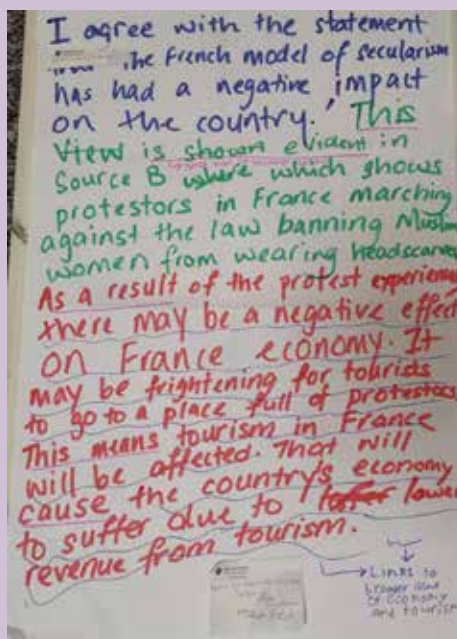 I agree with the statement
the French model of secularism
has had a negative impact
on the country.' This
view is shown evident in
Source B where which shows
protestors in France marching
against the law banning Muslim
women from wearing headscarves
As a result of the protest
there may be a negative effect
on France economy. It
may be frightening for tourists
to go to a place full of protestors.
This means tourism in France
will be affected. That will
cause the country's economy
to suffer due to lower
revenue from tourism.
Links to
broader issue
of economy
and tourism